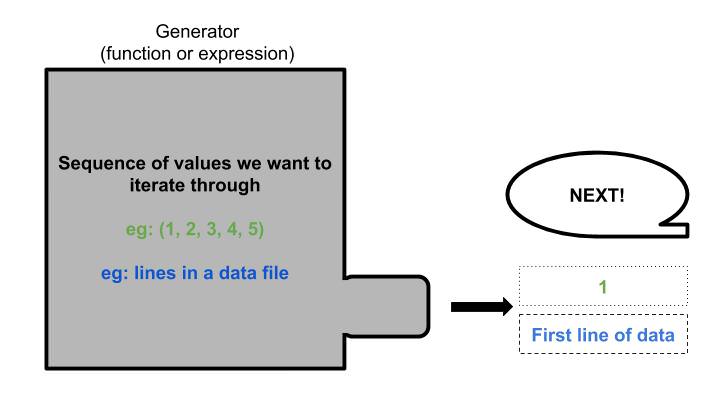 Generator
(function or expression)
Sequence of values we want to
iterate through
eg: (1, 2, 3, 4, 5)
eg: lines in a data file
NEXT!
1
First line of data